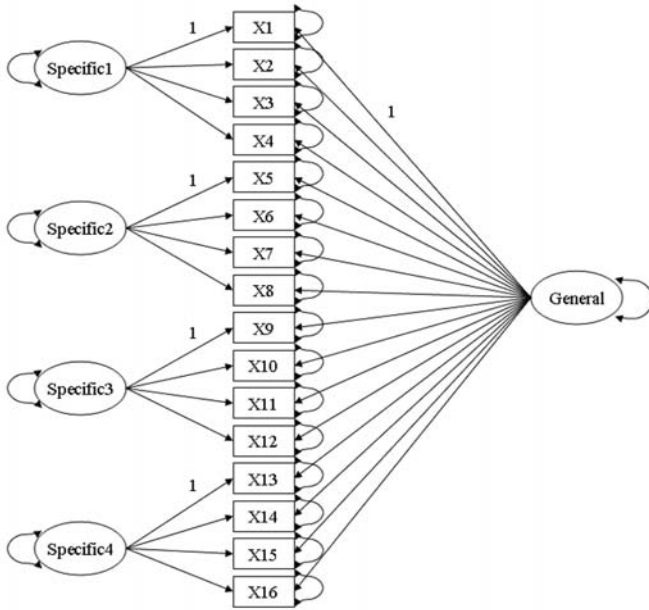 1
X1
Specific1
X2
X3
1
X4
1
X5
X6
Specific2
X7
X8
General
1
X9
X10
Specific3
X11
X12
1
X13
X14
Specific4
X15
X16